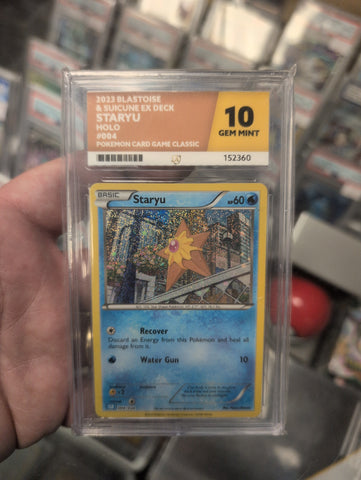 2023 BLASTOISE
& SUICUNE EX DECK
STARYU
HOLO
#004
POKEMON CARD GAME CLASSIC
10
GEM MINT
152360
BASIC
Staryu
HP60
Recover
Discard an Energy from this Pokémon and heal all
damage from it.
Water Gun 10
×2